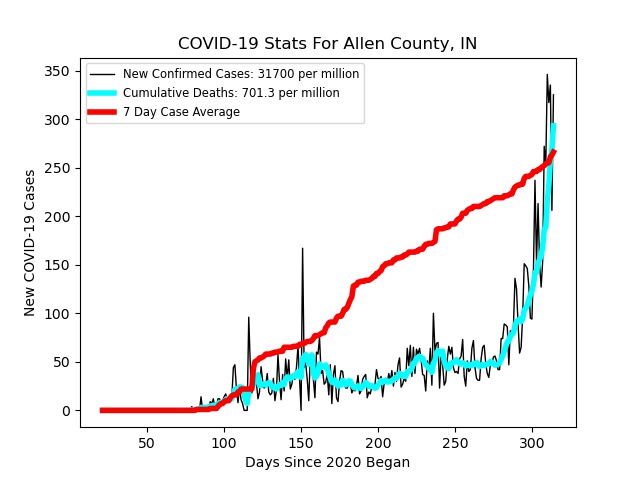 COVID-19 Stats For Allen County, IN
New Confirmed Cases: 31700 per million
Cumulative Deaths: 701.3 per million
7 Day Case Average
New COVID-19 Cases
350
300
250
200
150
100
50
0
50 100 150 200 250 300
Days Since 2020 Began